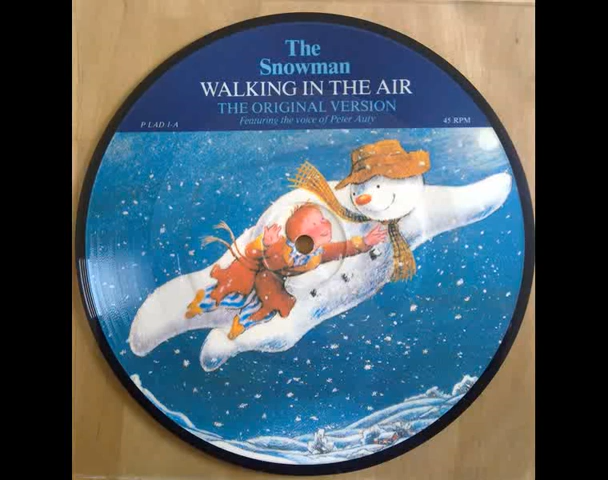 The
Snowman
WALKING IN THE AIR
THE ORIGINAL VERSION
Featuring the voice of Peter Auty
P LAD 1-A
45 RPM